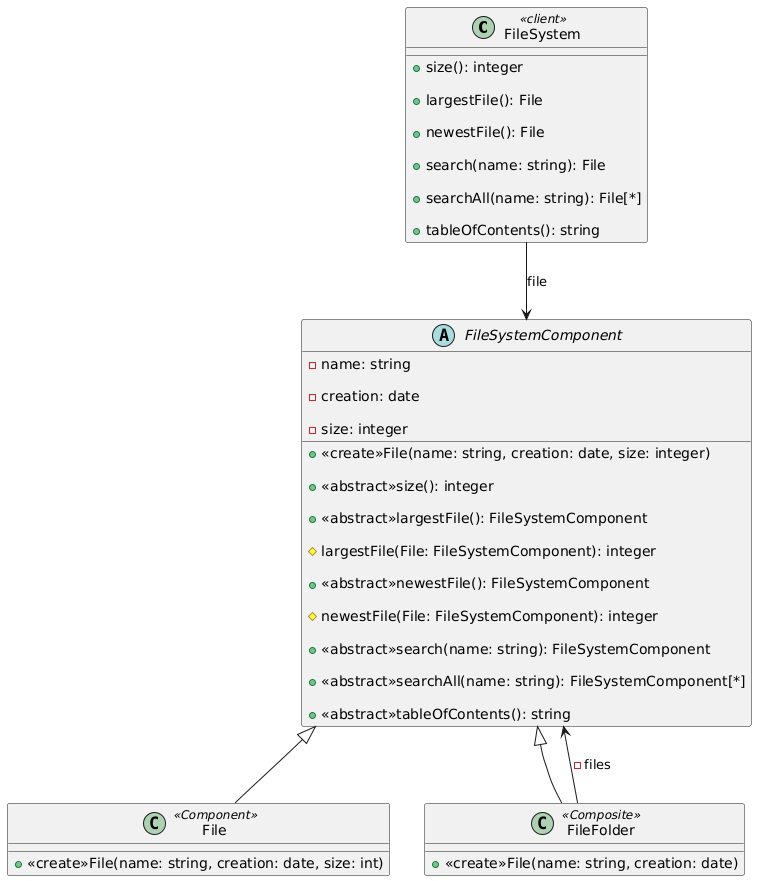 C
«client»
FileSystem
size(): integer
largestFile(): File
newestFile(): File
search(name: string): File
searchAll(name: string): File[*]
tableOfContents(): string
file
A
FileSystemComponent
name: string
creation: date
size: integer
«create»File(name: string, creation: date, size: integer)
«abstract»size(): integer
«abstract»largestFile(): FileSystemComponent
largestFile(File: FileSystemComponent): integer
«abstract»newestFile(): FileSystemComponent
newestFile(File: FileSystemComponent): integer
«abstract»search(name: string): FileSystemComponent
«abstract»searchAll(name: string): FileSystemComponent[*]
«abstract»tableOfContents(): string
files
C
«Component»
File
«create»File(name: string, creation: date, size: int)
C
«Composite»
FileFolder
«create»File(name: string, creation: date)